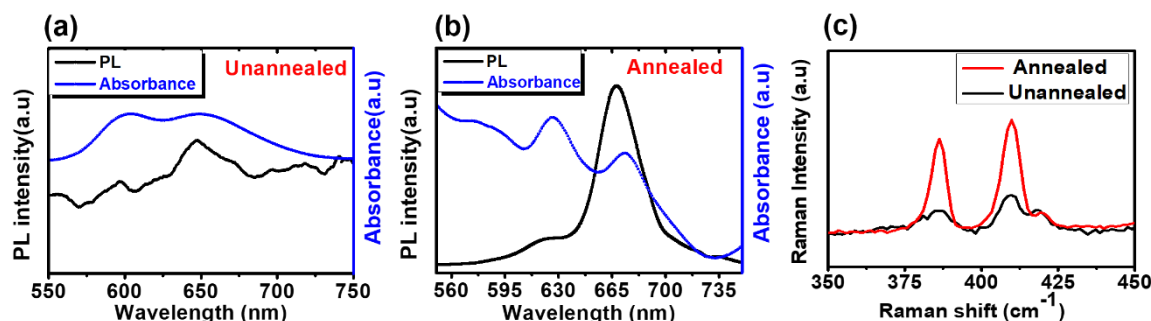 (a)
PL
Absorbance
Unannealed
PL intensity(a.u)
Absorbance(a.u)
550 600 650 700 750
Wavelength (nm)
(b)
PL
Absorbance
Annealed
PL intensity(a.u)
Absorbance (a.u)
560 595 630 665 700 735
Wavelength (nm)
(c)
Annealed
Unannealed
Raman Intensity (a.u)
350 375 400 425 450
Raman shift (cm⁻¹)